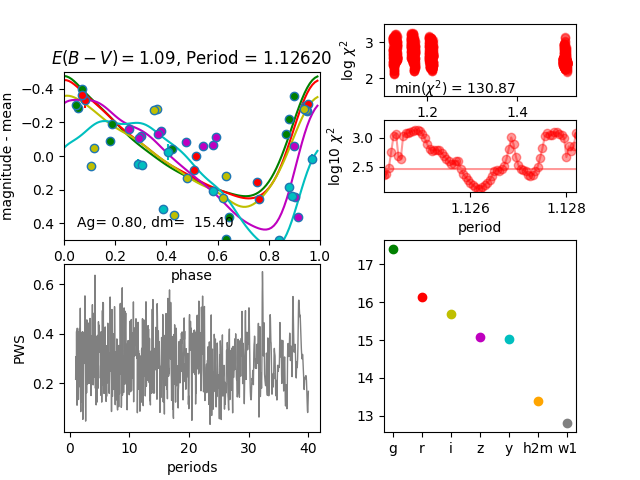 E(B − V) = 1.09, Period = 1.12620
magnitude - mean
−0.4
−0.2
0.0
0.2
0.4
Ag= 0.80, dm=  15.40
0.0 0.2 0.4 0.6 0.8 1.0
phase
log χ²
3
2
min(χ²) = 130.87
1.2 1.4
log10 χ²
3.0
2.5
1.126 1.128
period
PWS
0.6
0.4
0.2
0 10 20 30 40
periods
17
16
15
14
13
g r i z y h2m w1